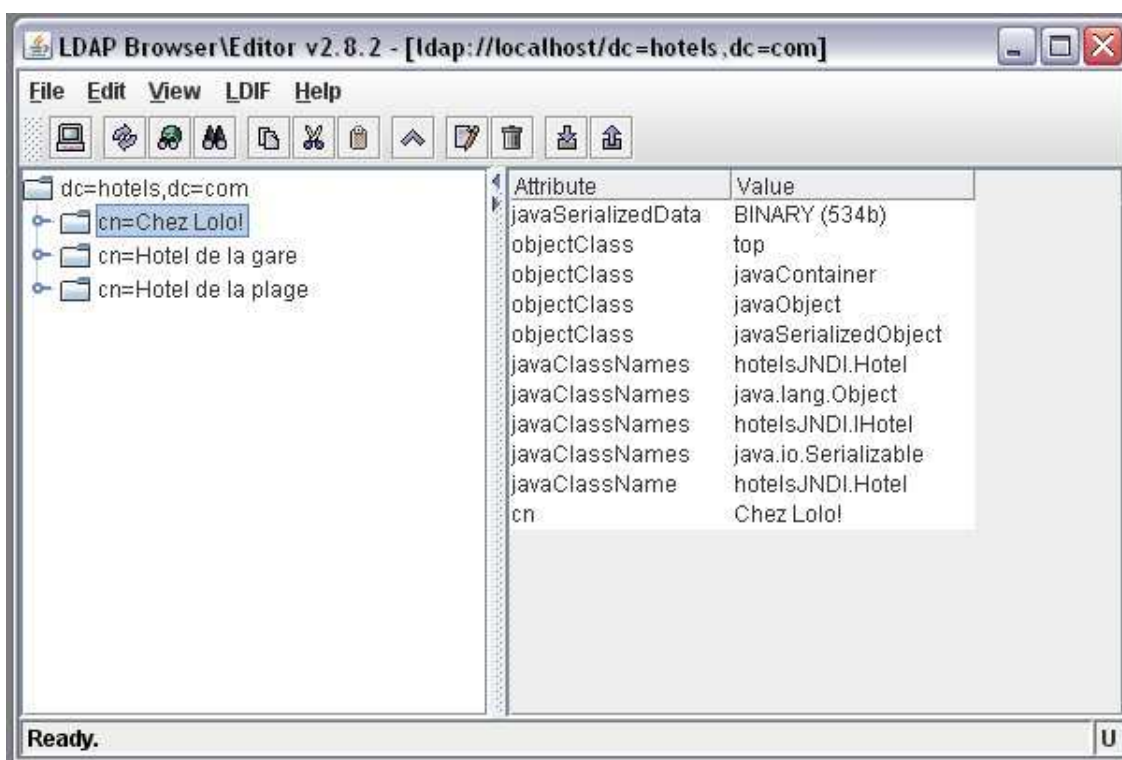 LDAP Browser\Editor v2.8.2 - [ldap://localhost/dc=hotels,dc=com]
File Edit View LDIF Help
dc=hotels,dc=com
cn=Chez Lolo!
cn=Hotel de la gare
cn=Hotel de la plage
Attribute Value
javaSerializedData BINARY (534b)
objectClass top
objectClass javaContainer
objectClass javaObject
objectClass javaSerializedObject
javaClassNames hotelsJNDI.Hotel
javaClassNames java.lang.Object
javaClassNames hotelsJNDI.IHotel
javaClassNames java.io.Serializable
javaClassName hotelsJNDI.Hotel
cn Chez Lolo!
Ready. U